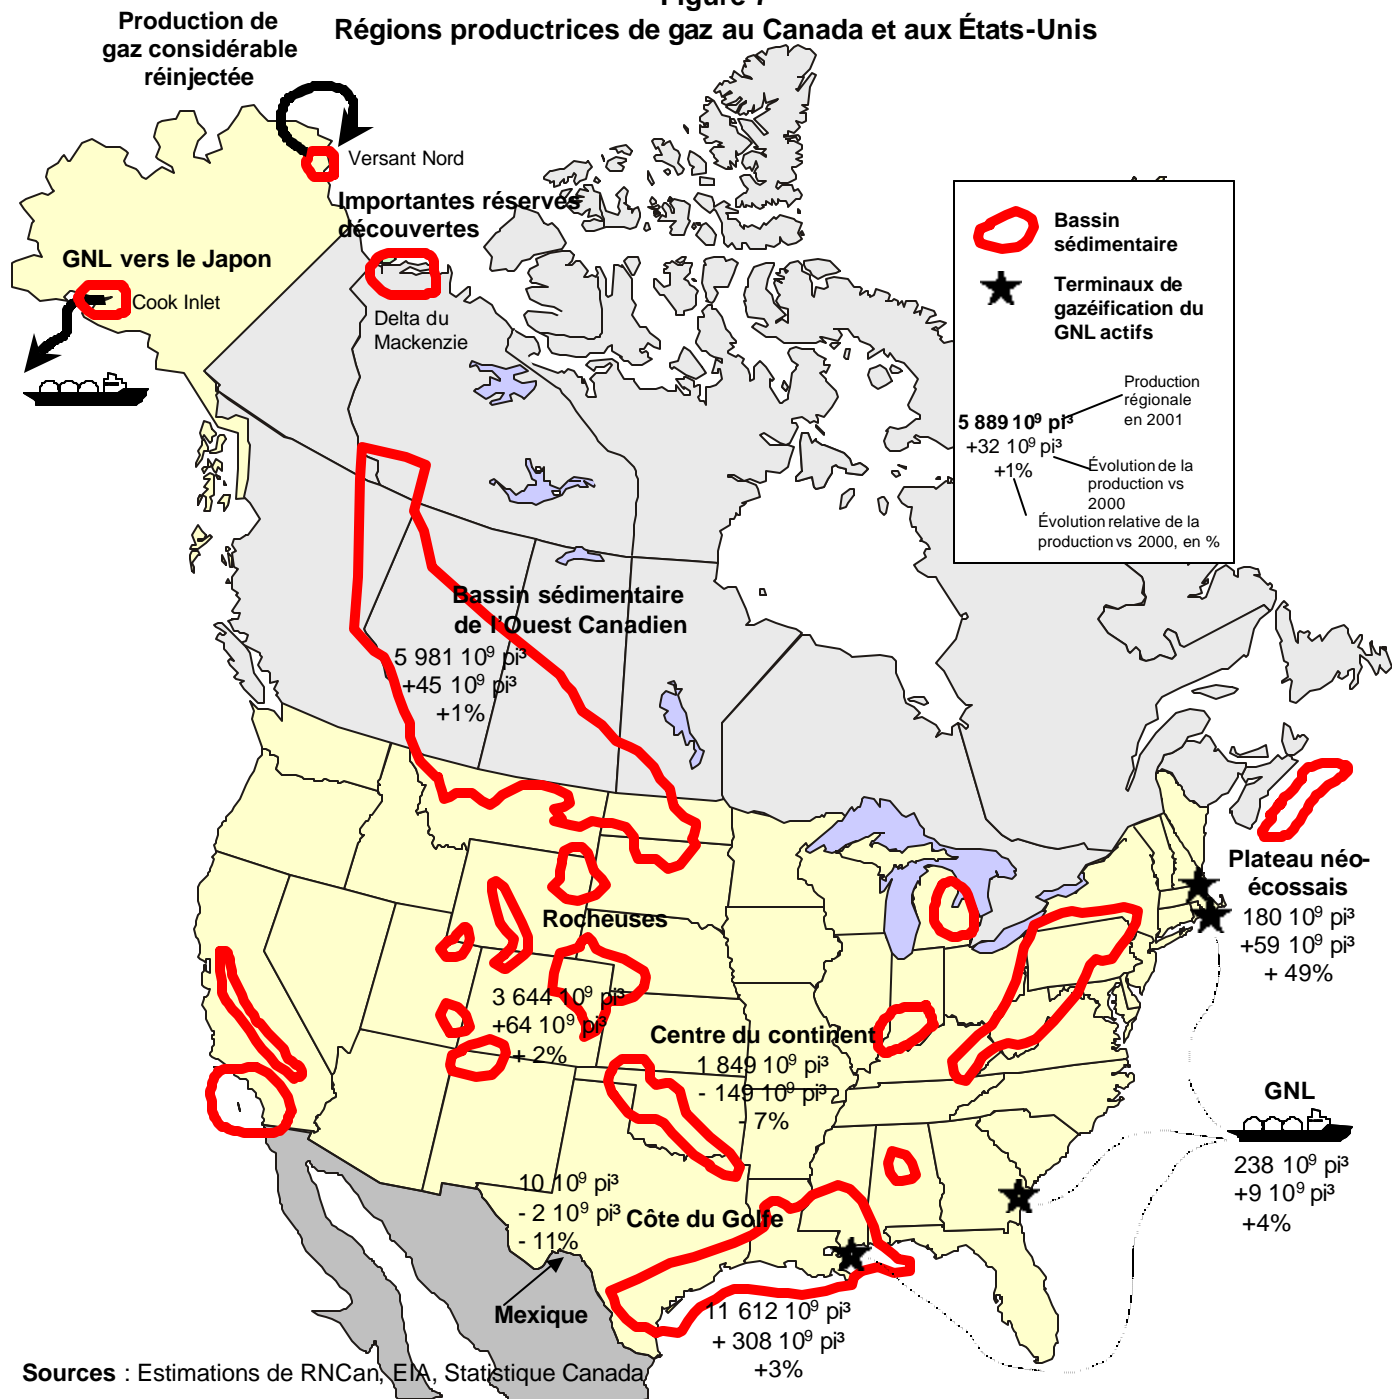 Figure 7
Régions productrices de gaz au Canada et aux États-Unis
Production de
gaz considérable
réinjectée
Versant Nord
Importantes réserves
découvertes
GNL vers le Japon
Cook Inlet
Delta du
Mackenzie
Bassin
sédimentaire
Terminaux de
gazéification du
GNL actifs
Production
régionale
en 2001
5 889 10⁹ pi³
+32 10⁹ pi³
+1%
Évolution de la
production vs
2000
Évolution relative de la
production vs 2000, en %
Bassin sédimentaire
de l'Ouest Canadien
5 981 10⁹ pi³
+45 10⁹ pi³
+1%
Plateau néo-
écossais
180 10⁹ pi³
+59 10⁹ pi³
+ 49%
Rocheuses
3 644 10⁹ pi³
+64 10⁹ pi³
+ 2%
Centre du continent
1 849 10⁹ pi³
- 149 10⁹ pi³
- 7%
GNL
238 10⁹ pi³
+9 10⁹ pi³
+4%
10 10⁹ pi³
- 2 10⁹ pi³
- 11%
Côte du Golfe
Mexique
11 612 10⁹ pi³
+ 308 10⁹ pi³
+3%
Sources : Estimations de RNCan, EIA, Statistique Canada